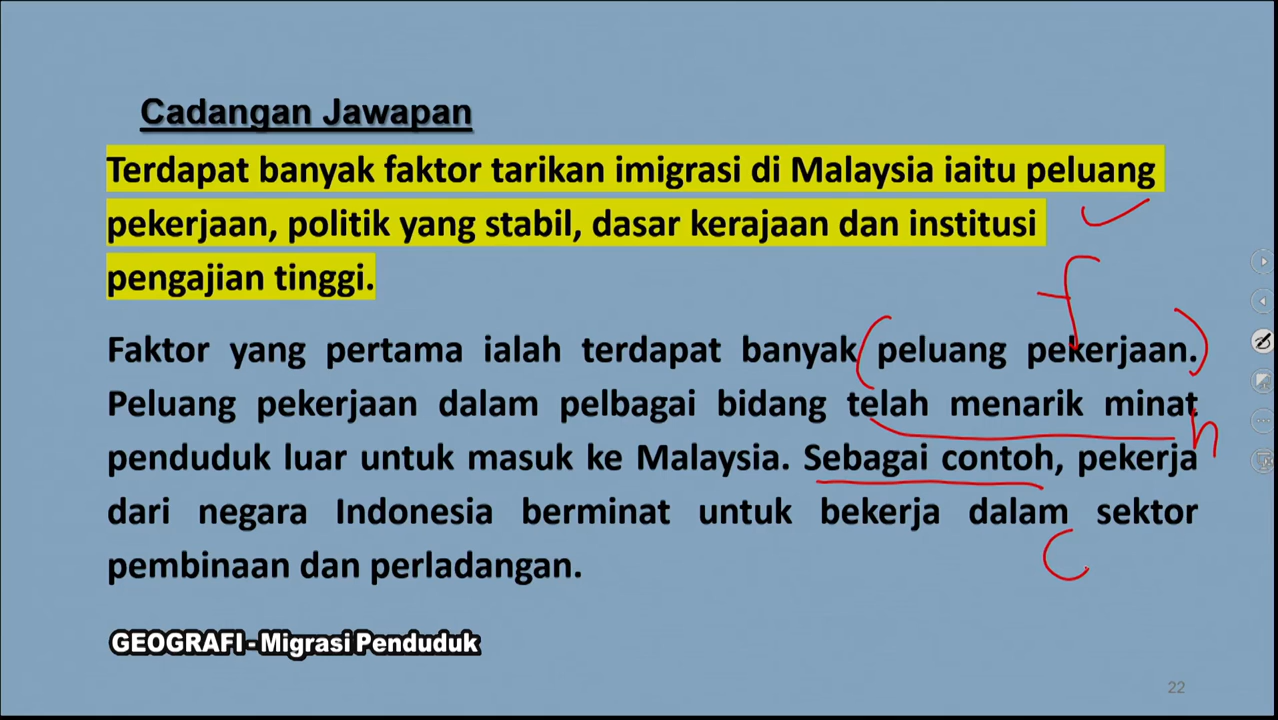 Cadangan Jawapan
Terdapat banyak faktor tarikan imigrasi di Malaysia iaitu peluang
pekerjaan, politik yang stabil, dasar kerajaan dan institusi
pengajian tinggi.
f
Faktor yang pertama ialah terdapat banyak (peluang pekerjaan.)
Peluang pekerjaan dalam pelbagai bidang telah menarik minat
h
penduduk luar untuk masuk ke Malaysia. Sebagai contoh, pekerja
dari negara Indonesia berminat untuk bekerja dalam sektor
C
pembinaan dan perladangan.
GEOGRAFI - Migrasi Penduduk
22